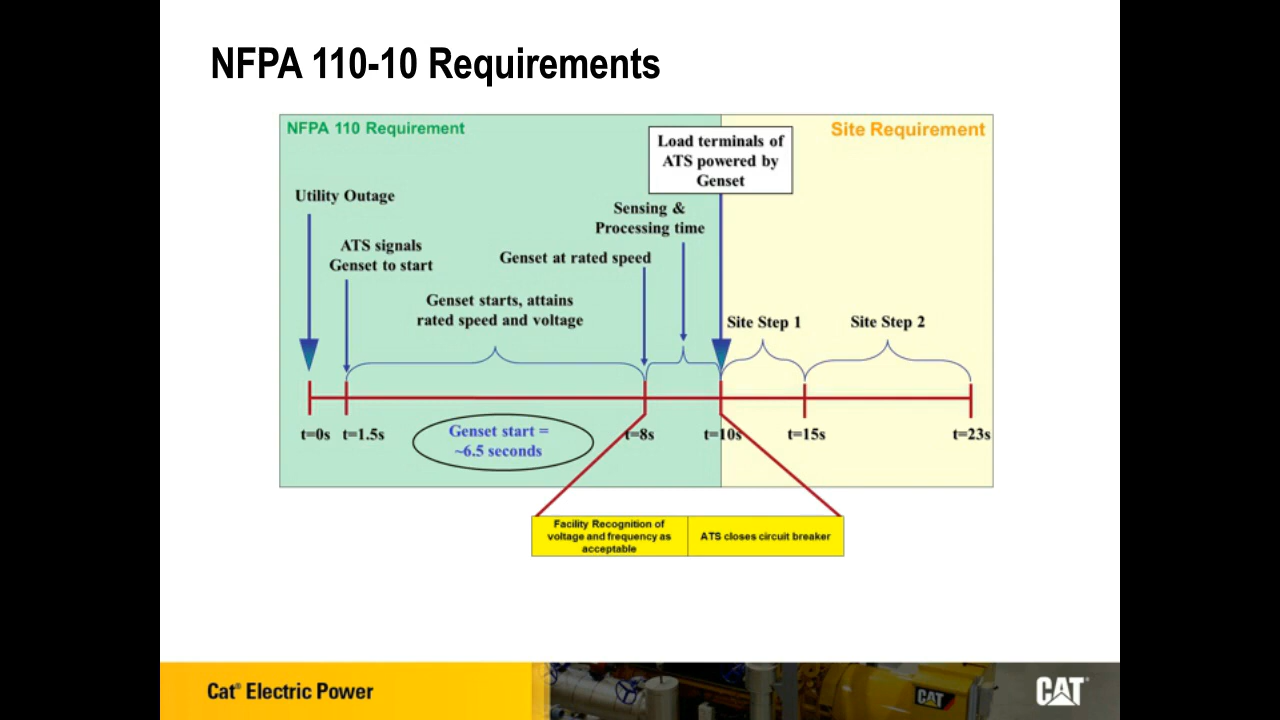 NFPA 110-10 Requirements
NFPA 110 Requirement
Site Requirement
Load terminals of
ATS powered by
Genset
Utility Outage
Sensing &
Processing time
ATS signals
Genset to start
Genset at rated speed
Genset starts, attains
rated speed and voltage
Site Step 1
Site Step 2
t=0s
t=1.5s
Genset start =
~6.5 seconds
t=8s
t=10s
t=15s
t=23s
Facility Recognition of
voltage and frequency as
acceptable
ATS closes circuit breaker
Cat® Electric Power
CAT
CAT